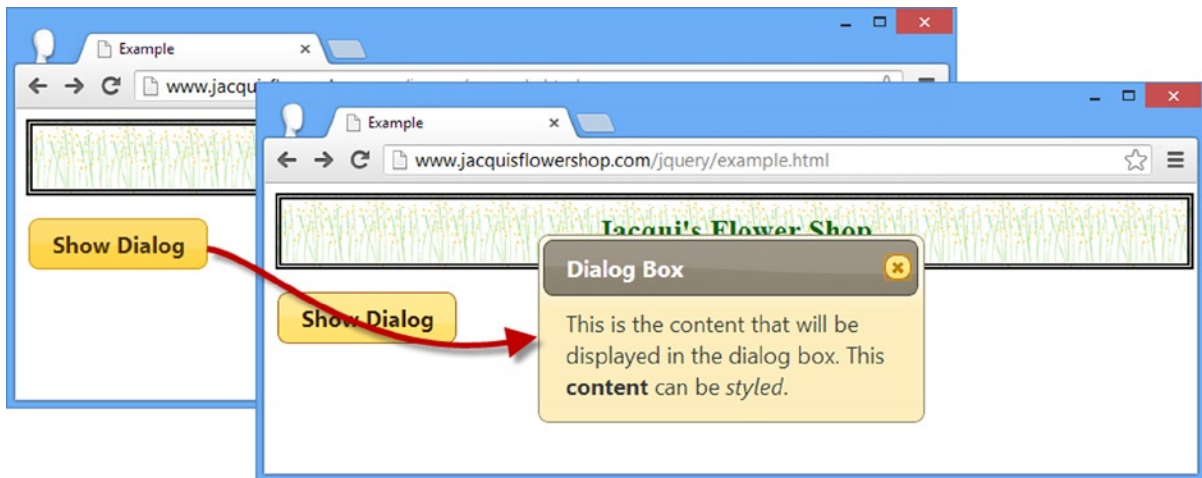 Example
www.jacqu
Show Dialog
Example
www.jacquisflowershop.com/jquery/example.html
Jacqui's Flower Shop
Show Dialog
Dialog Box
This is the content that will be
displayed in the dialog box. This
content can be styled.